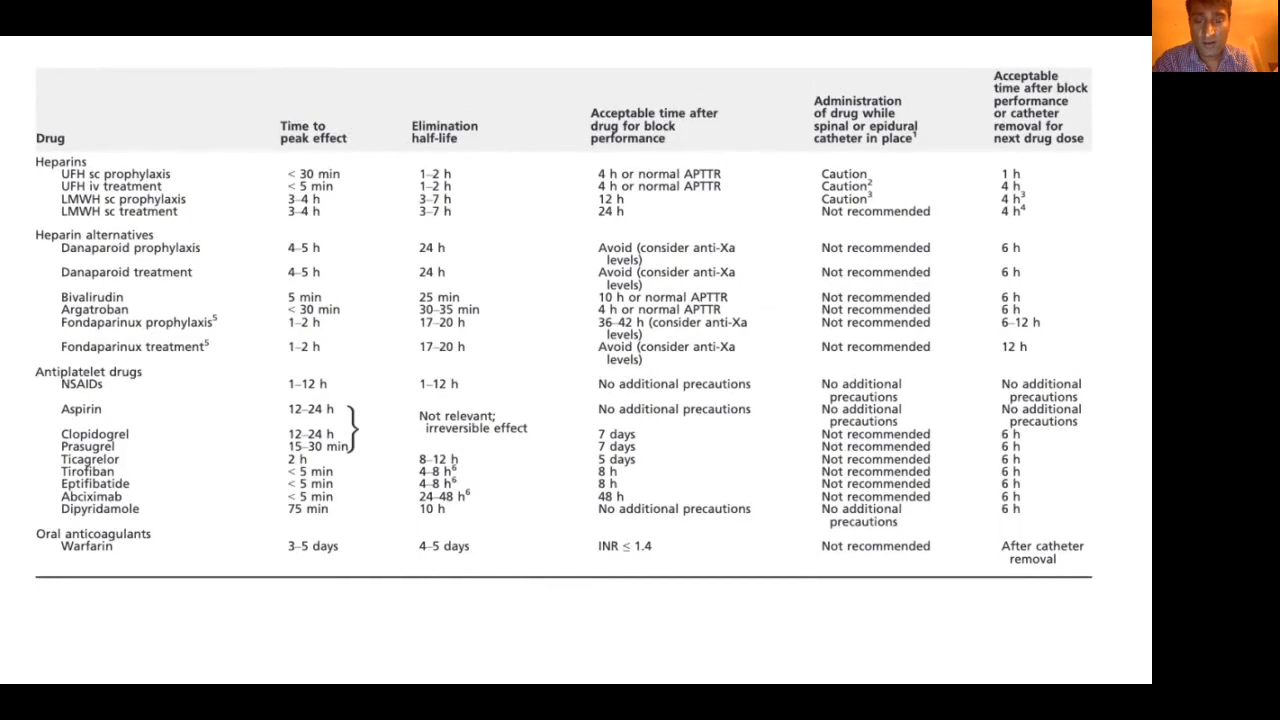 Drug Time to peak effect Elimination half-life Acceptable time after drug for block performance Administration of drug while spinal or epidural catheter in place1 Acceptable time after block performance or catheter removal for next drug dose
Heparins
UFH sc prophylaxis < 30 min 1–2 h 4 h or normal APTTR Caution 1 h
UFH iv treatment < 5 min 1–2 h 4 h or normal APTTR Caution2 4 h
LMWH sc prophylaxis 3–4 h 3–7 h 12 h Caution3 4 h3
LMWH sc treatment 3–4 h 3–7 h 24 h Not recommended 4 h4
Heparin alternatives
Danaparoid prophylaxis 4–5 h 24 h Avoid (consider anti-Xa levels) Not recommended 6 h
Danaparoid treatment 4–5 h 24 h Avoid (consider anti-Xa levels) Not recommended 6 h
Bivalirudin 5 min 25 min 10 h or normal APTTR Not recommended 6 h
Argatroban < 30 min 30–35 min 4 h or normal APTTR Not recommended 6 h
Fondaparinux prophylaxis5 1–2 h 17–20 h 36–42 h (consider anti-Xa levels) Not recommended 6–12 h
Fondaparinux treatment5 1–2 h 17–20 h Avoid (consider anti-Xa levels) Not recommended 12 h
Antiplatelet drugs
NSAIDs 1–12 h 1–12 h No additional precautions No additional precautions No additional precautions
Aspirin 12–24 h Not relevant; irreversible effect No additional precautions No additional precautions No additional precautions
Clopidogrel 12–24 h 7 days Not recommended 6 h
Prasugrel 15–30 min 7 days Not recommended 6 h
Ticagrelor 2 h 8–12 h 5 days Not recommended 6 h
Tirofiban < 5 min 4–8 h6 8 h Not recommended 6 h
Eptifibatide < 5 min 4–8 h6 8 h Not recommended 6 h
Abciximab < 5 min 24–48 h6 48 h Not recommended 6 h
Dipyridamole 75 min 10 h No additional precautions No additional precautions 6 h
Oral anticoagulants
Warfarin 3–5 days 4–5 days INR ≤ 1.4 Not recommended After catheter removal